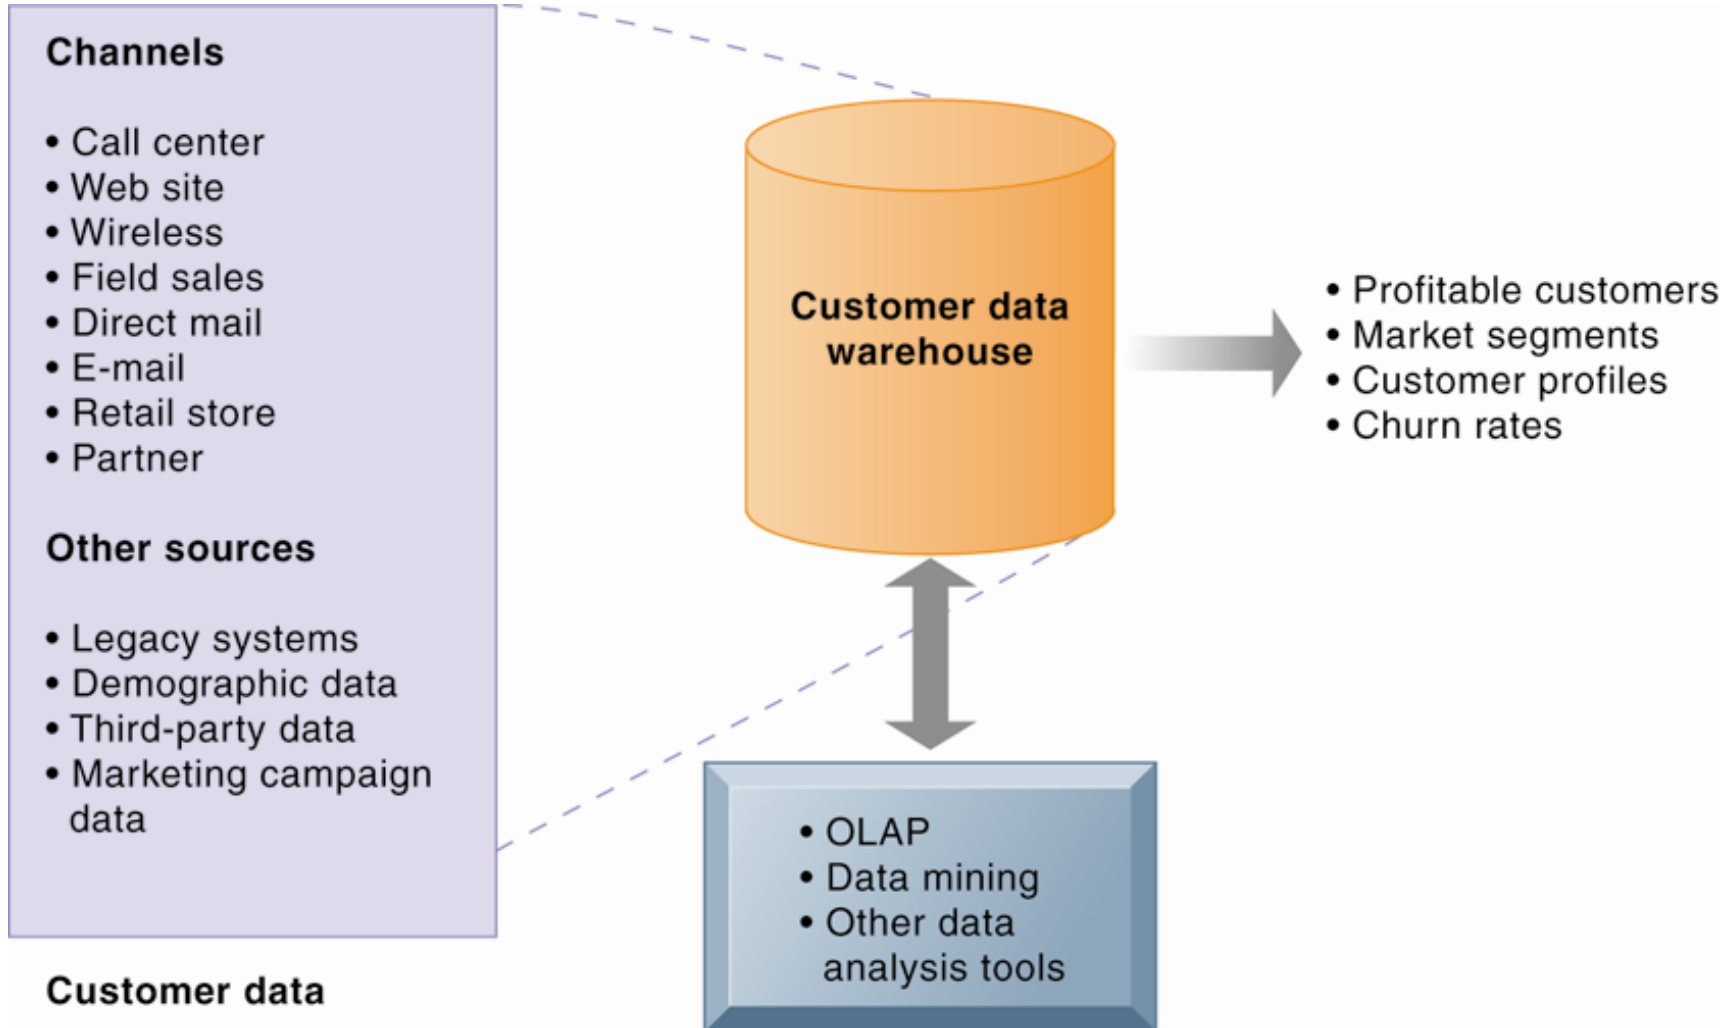 Channels
• Call center
• Web site
• Wireless
• Field sales
• Direct mail
• E-mail
• Retail store
• Partner
Other sources
• Legacy systems
• Demographic data
• Third-party data
• Marketing campaign
data
Customer data
Customer data
warehouse
• Profitable customers
• Market segments
• Customer profiles
• Churn rates
• OLAP
• Data mining
• Other data
analysis tools